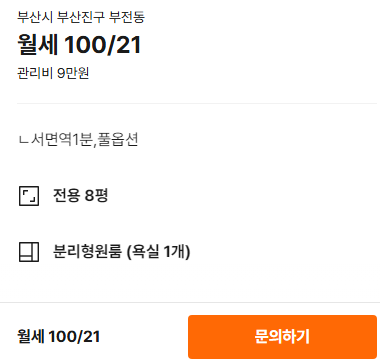 부산시 부산진구 부전동
월세 100/21
관리비 9만원
ㄴ서면역1분,풀옵션
전용 8평
분리형원룸 (욕실 1개)
월세 100/21
문의하기